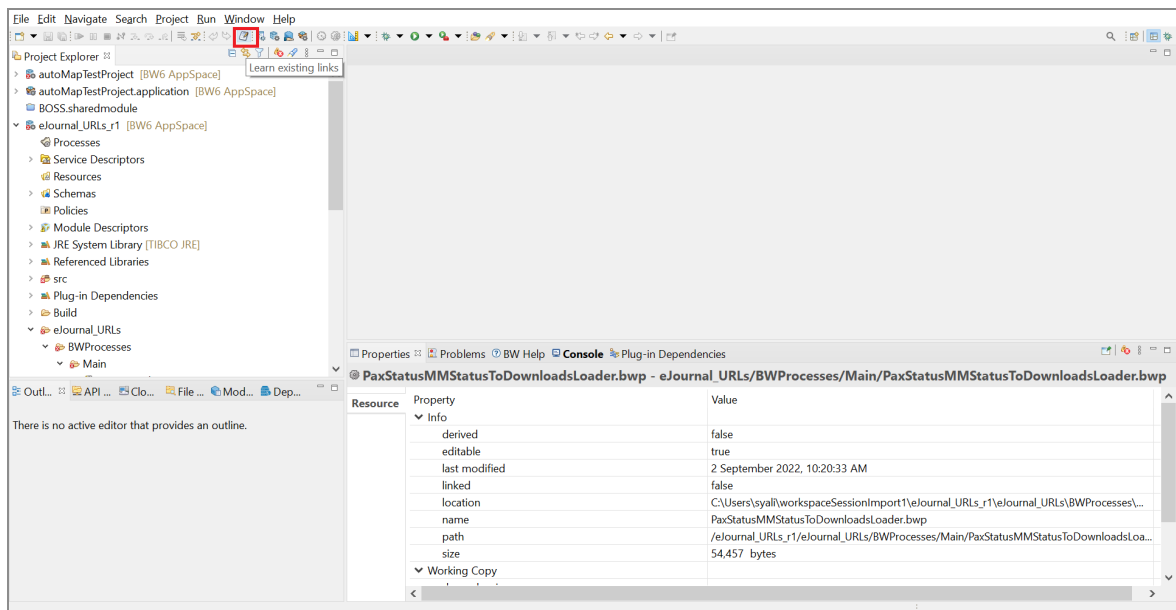 File Edit Navigate Search Project Run Window Help
Project Explorer
Learn existing links
autoMapTestProject [BW6 AppSpace]
autoMapTestProject.application [BW6 AppSpace]
BOSS.sharedmodule
eJournal_URLs_r1 [BW6 AppSpace]
Processes
Service Descriptors
Resources
Schemas
Policies
Module Descriptors
JRE System Library [TIBCO JRE]
Referenced Libraries
src
Plug-in Dependencies
Build
eJournal_URLs
BWProcesses
Main
Outl... API ... Clo... File ... Mod... Dep...
There is no active editor that provides an outline.
Properties Problems BW Help Console Plug-in Dependencies
PaxStatusMMStatusToDownloadsLoader.bwp - eJournal_URLs/BWProcesses/Main/PaxStatusMMStatusToDownloadsLoader.bwp
Resource
Property Value
Info
derived false
editable true
last modified 2 September 2022, 10:20:33 AM
linked false
location C:\Users\syali\workspaceSessionImport1\eJournal_URLs_r1\eJournal_URLs\BWProcesses\...
name PaxStatusMMStatusToDownloadsLoader.bwp
path /eJournal_URLs_r1/eJournal_URLs/BWProcesses/Main/PaxStatusMMStatusToDownloadsLoa...
size 54,457 bytes
Working Copy